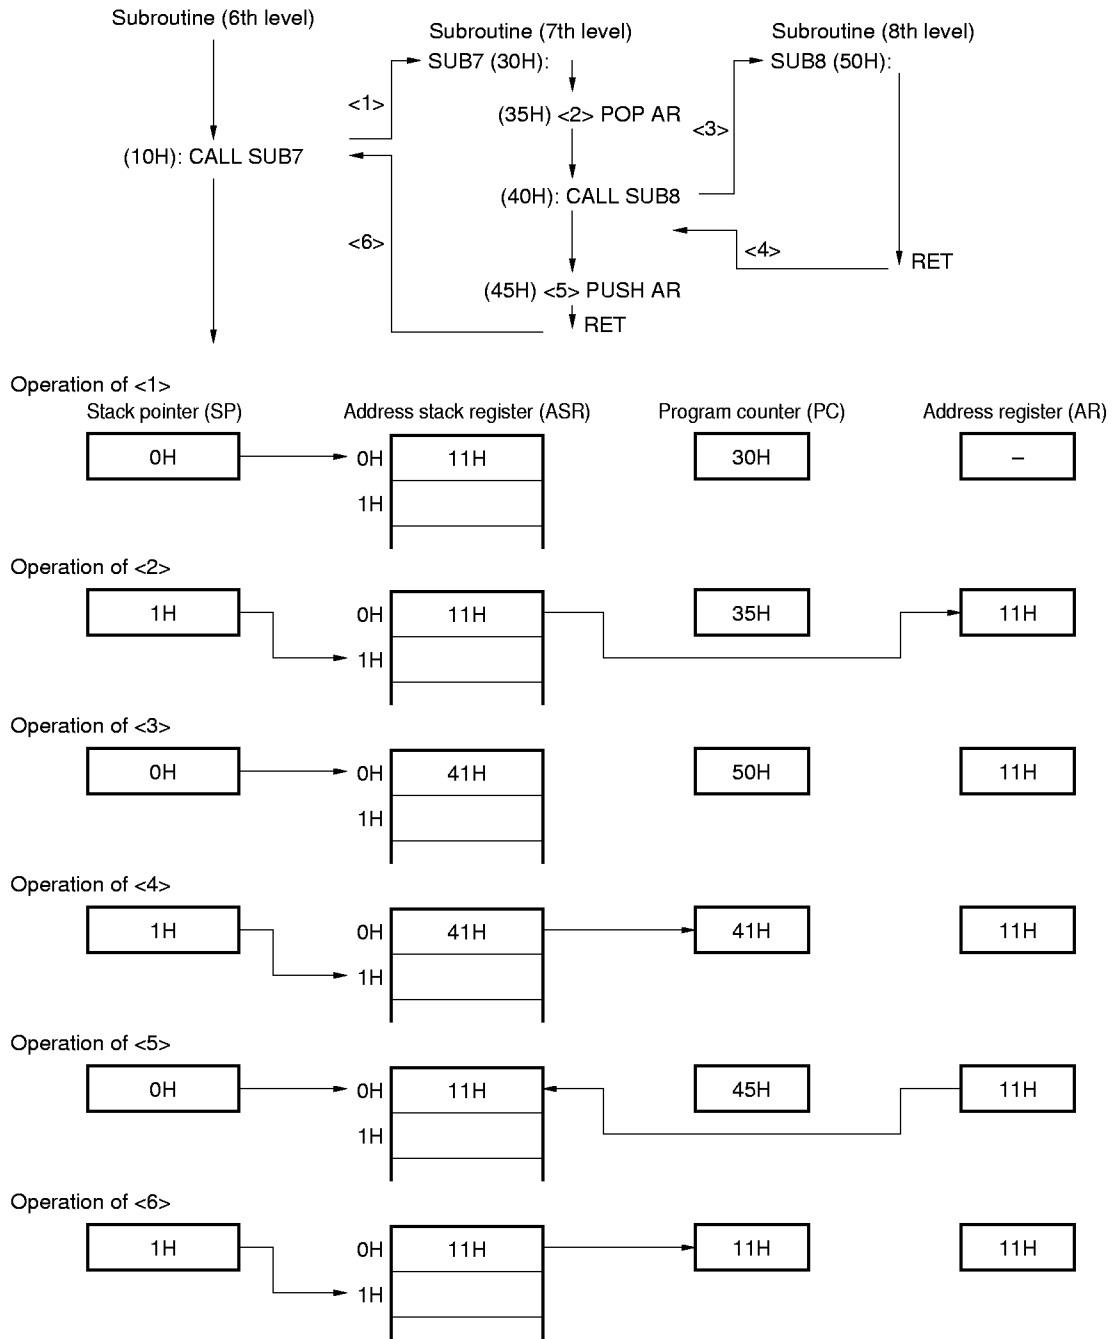 Subroutine (6th level)
Subroutine (7th level)
Subroutine (8th level)
SUB7 (30H):
SUB8 (50H):
<1>
(35H) <2> POP AR
<3>
(10H): CALL SUB7
(40H): CALL SUB8
<6>
<4>
RET
(45H) <5> PUSH AR
RET
Operation of <1>
Stack pointer (SP) Address stack register (ASR) Program counter (PC) Address register (AR)
0H 0H 11H 30H –
1H
Operation of <2>
1H 0H 11H 35H 11H
1H
Operation of <3>
0H 0H 41H 50H 11H
1H
Operation of <4>
1H 0H 41H 41H 11H
1H
Operation of <5>
0H 0H 11H 45H 11H
1H
Operation of <6>
1H 0H 11H 11H 11H
1H